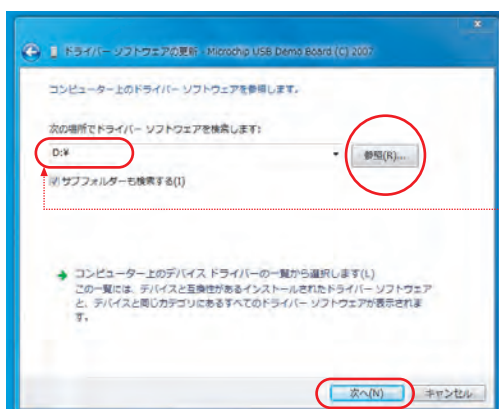 ドライバー ソフトウェアの更新 - Microchip USB Demo Board (C) 2007
コンピューター上のドライバー ソフトウェアを参照します。
次の場所でドライバー ソフトウェアを検索します:
D:¥
参照(R)...
サブフォルダーも検索する(I)
コンピューター上のデバイス ドライバーの一覧から選択します(L)
この一覧には、デバイスと互換性があるインストールされたドライバー ソフトウェア
と、デバイスと同じカテゴリにあるすべてのドライバー ソフトウェアが表示されま
す。
次へ(N)
キャンセル